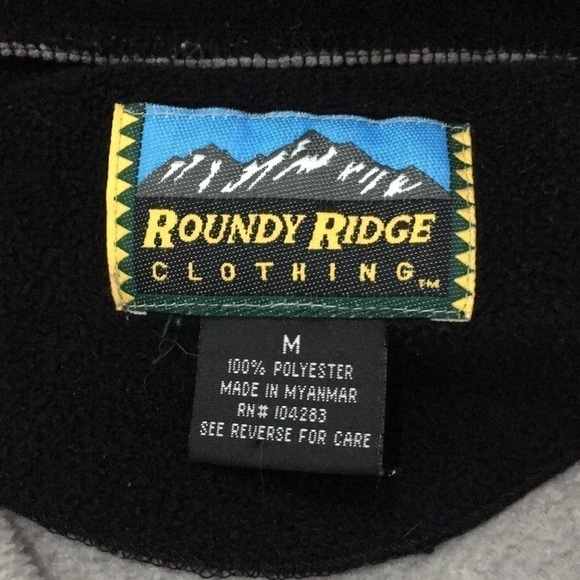 ROUNDY RIDGE
CLOTHING™
M
100% POLYESTER
MADE IN MYANMAR
RN# 104283
SEE REVERSE FOR CARE